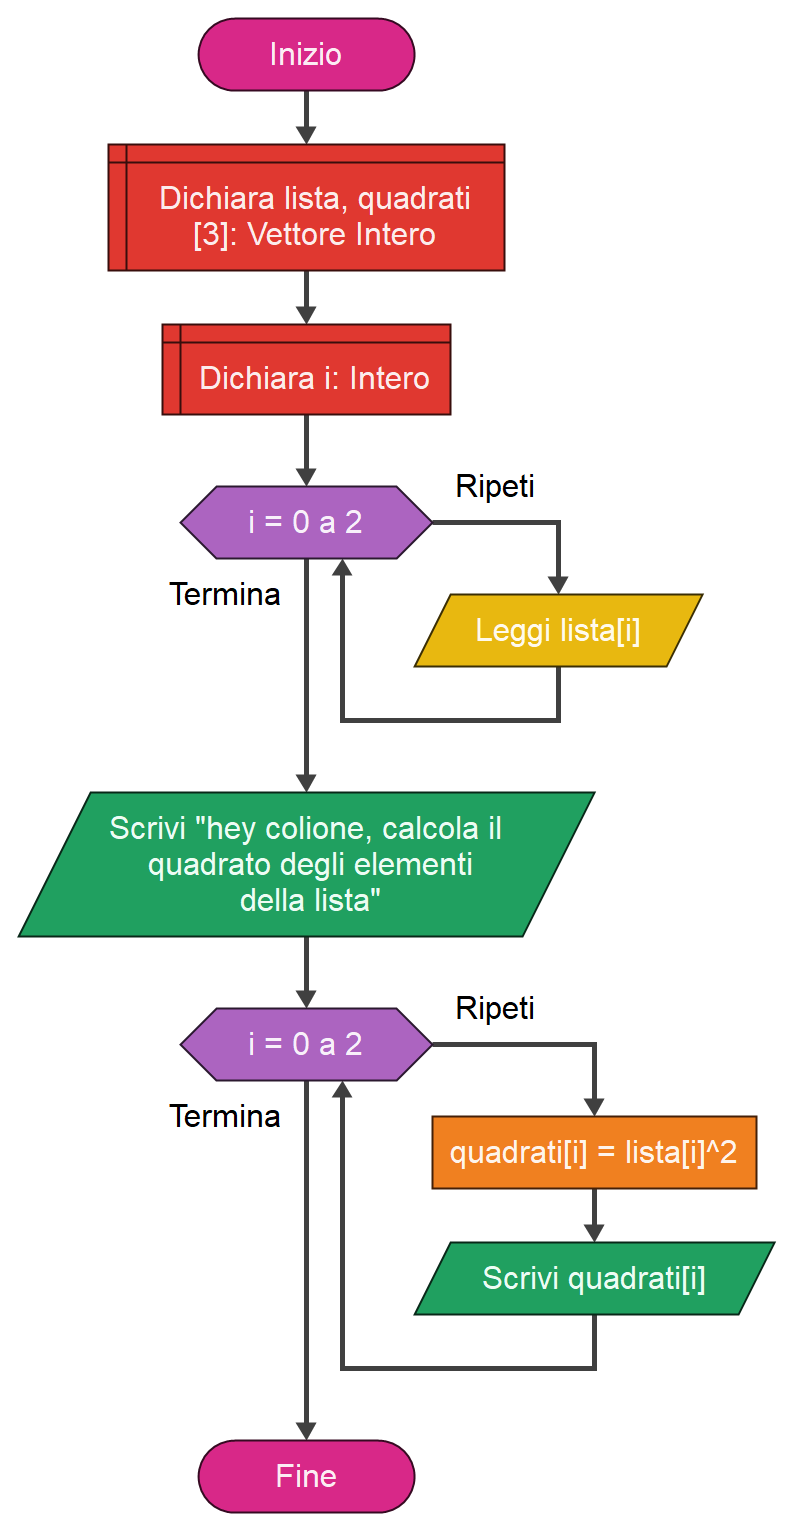 Inizio
Dichiara lista, quadrati
[3]: Vettore Intero
Dichiara i: Intero
i = 0 a 2
Ripeti
Termina
Leggi lista[i]
Scrivi "hey colione, calcola il
quadrato degli elementi
della lista"
i = 0 a 2
Ripeti
Termina
quadrati[i] = lista[i]^2
Scrivi quadrati[i]
Fine